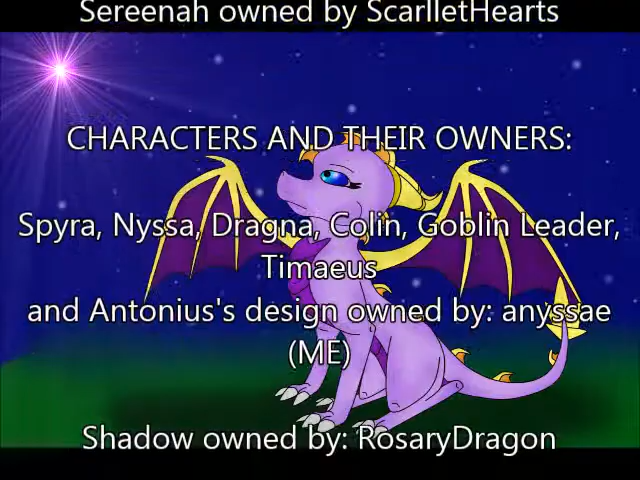 Sereenah owned by ScarlletHearts
CHARACTERS AND THEIR OWNERS:
Spyra, Nyssa, Dragna, Colin, Goblin Leader,
Timaeus
and Antonius's design owned by: anyssae
(ME)
Shadow owned by: RosaryDragon